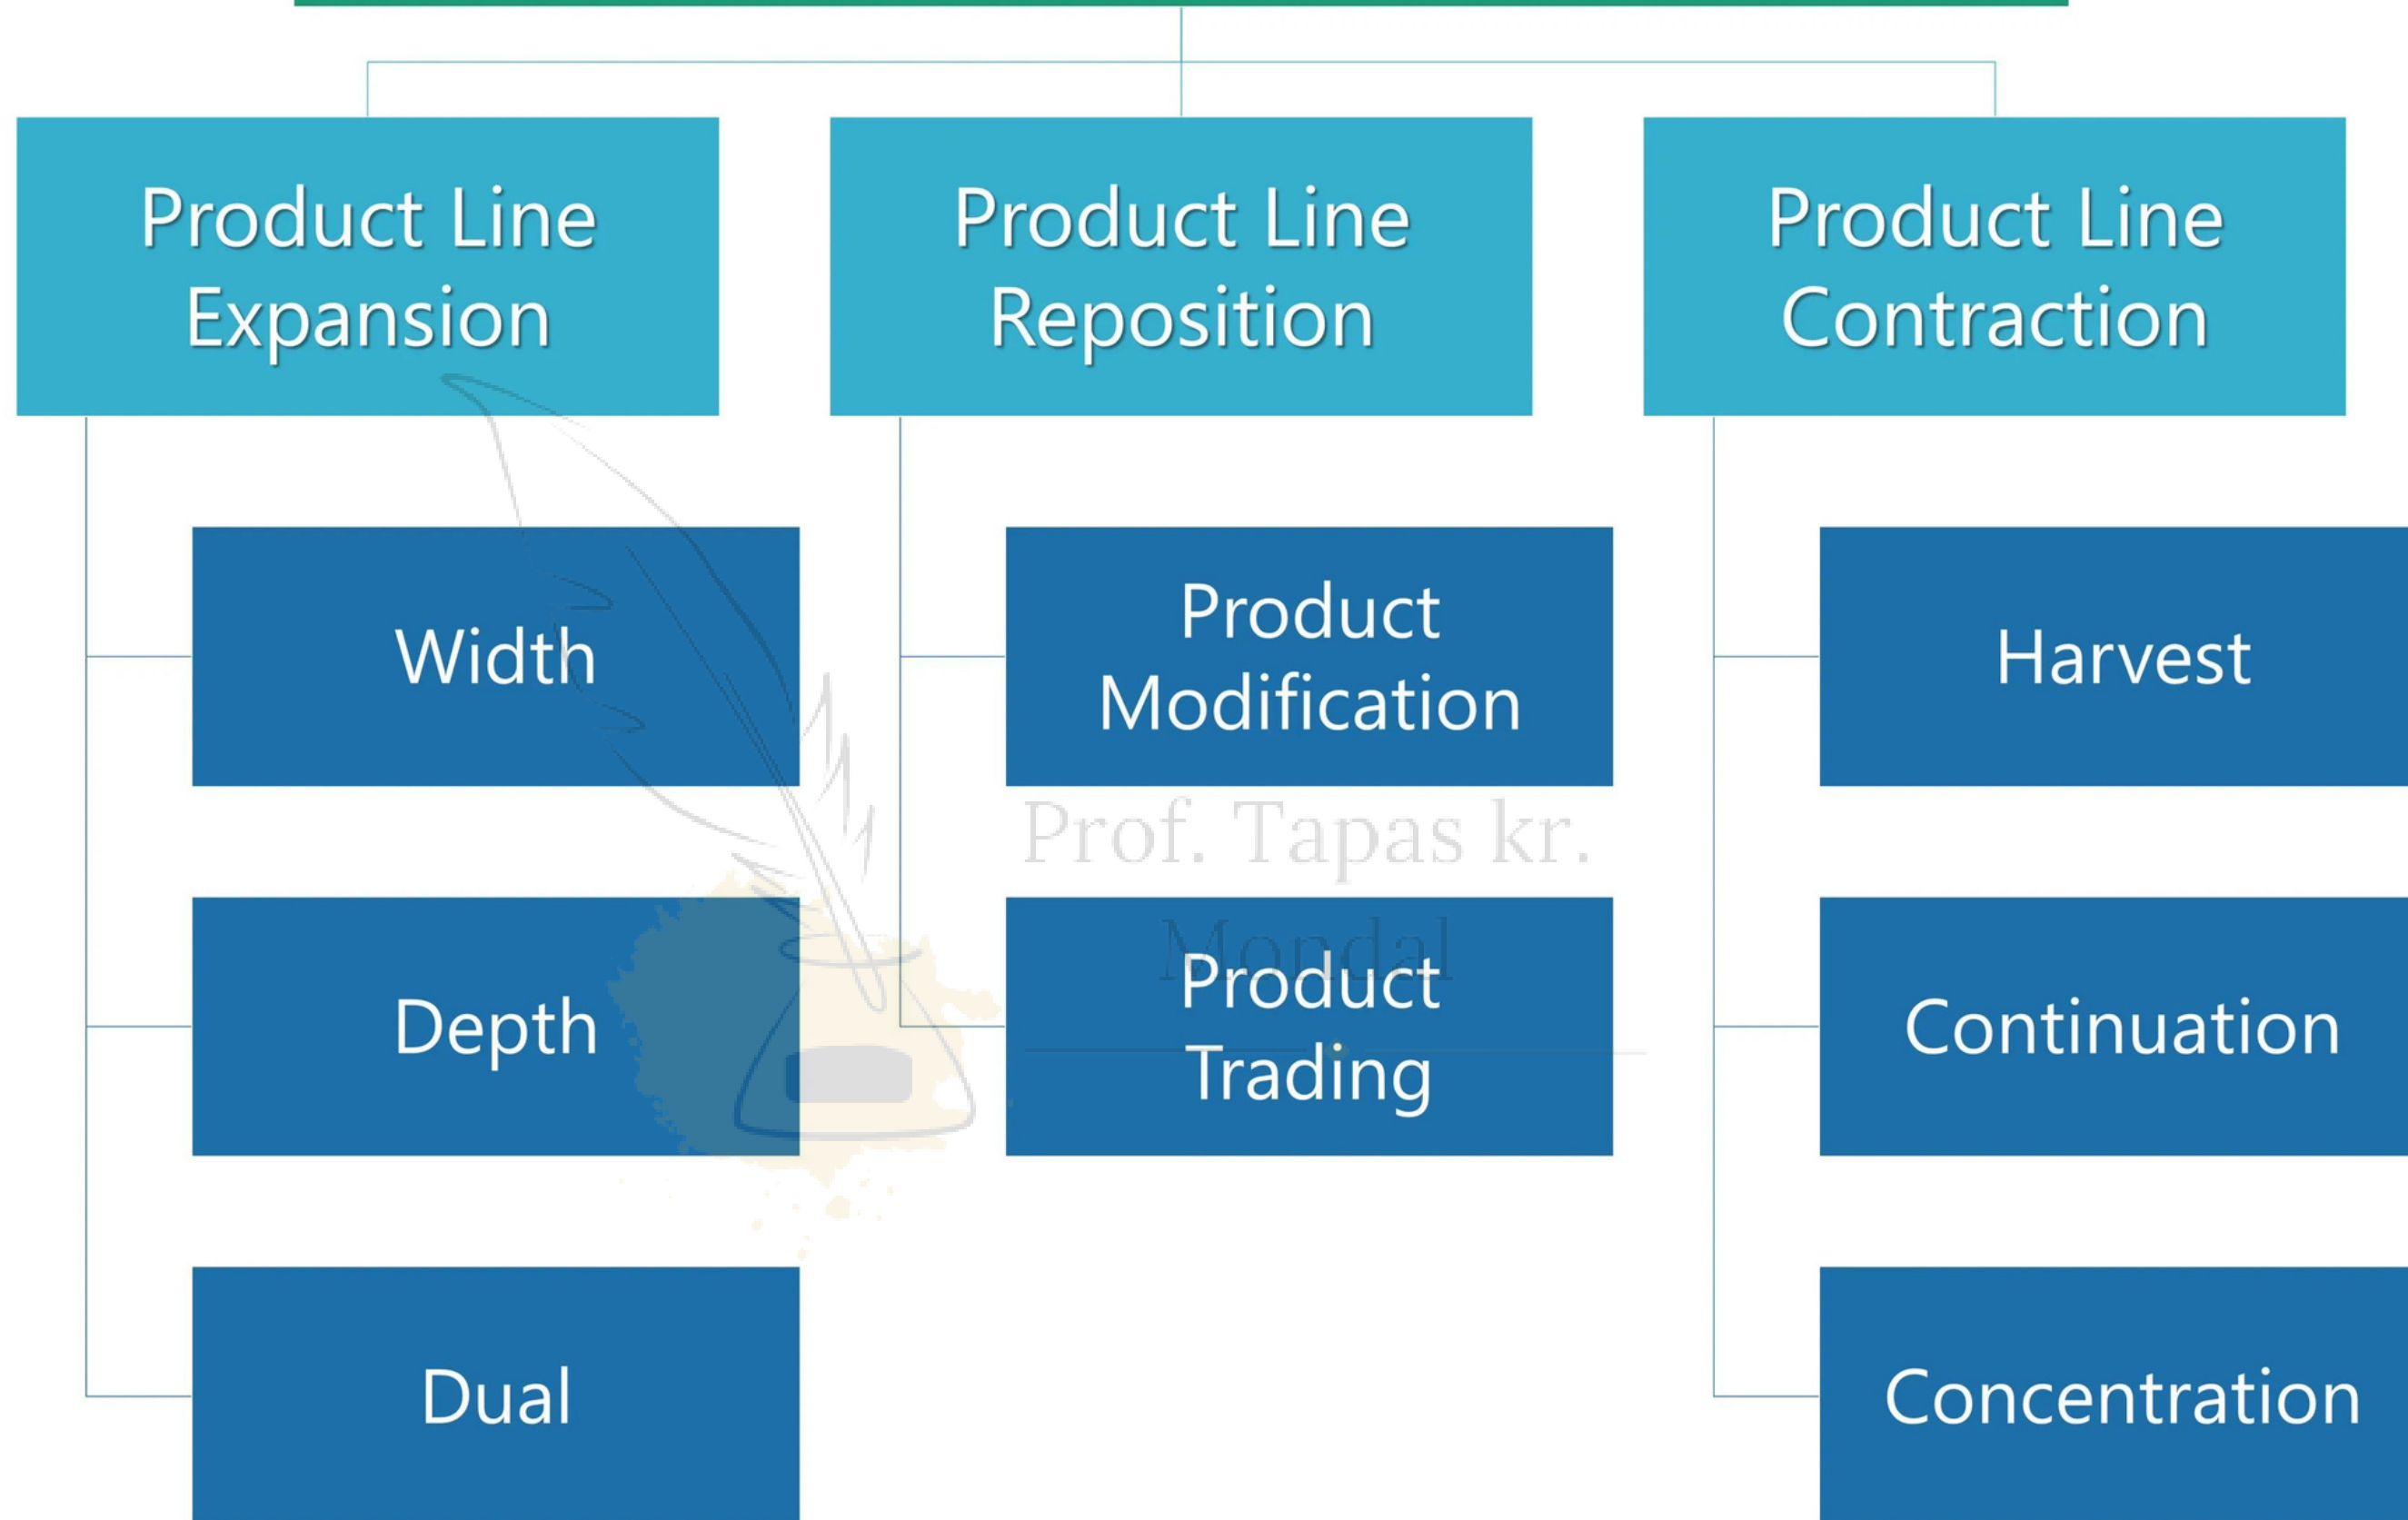 Product Line
Expansion
Product Line
Reposition
Product Line
Contraction
Width
Product
Modification
Harvest
Prof. Tapas kr.
Mondal
Depth
Product
Trading
Continuation
Dual
Concentration